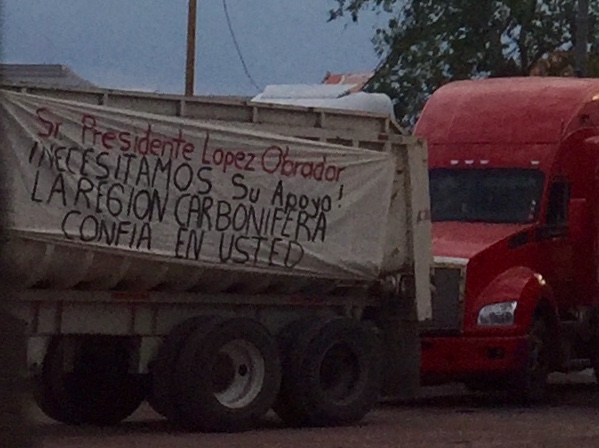 Sr. Presidente Lopez Obrador
¡NECESITAMOS Su Apoyo!
LA REGION CARBONIFERA
CONFIA EN USTED